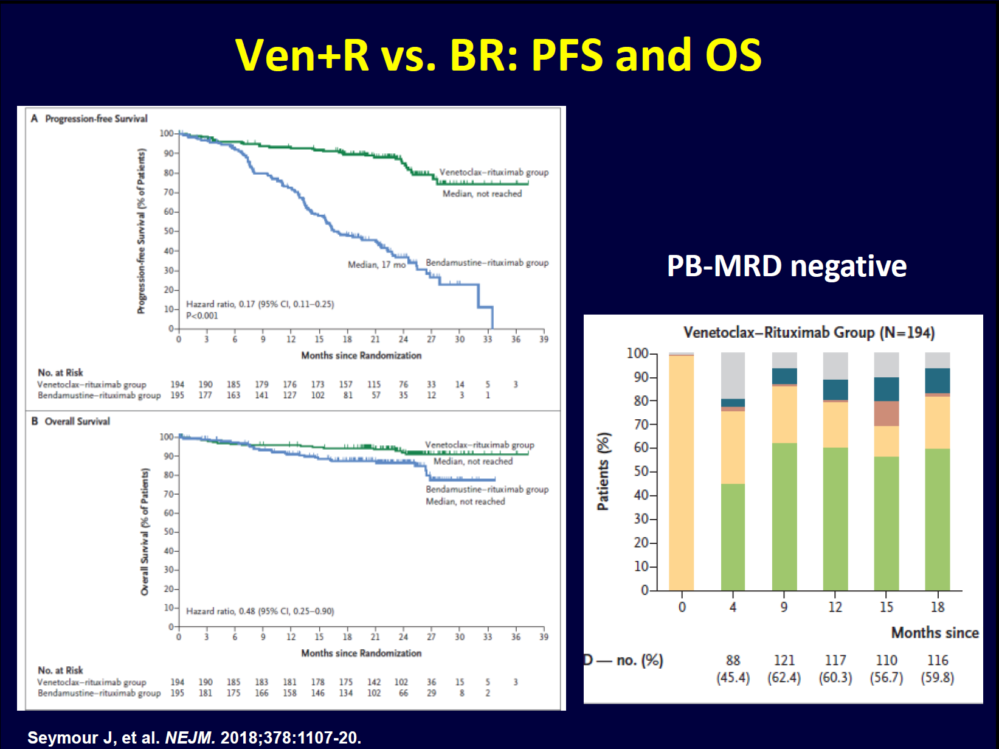 Ven+R vs. BR: PFS and OS
A Progression-free Survival
Progression-free Survival (% of Patients)
100
90
80
70
60
50
40
30
20
10
0
Venetoclax–rituximab group
Median, not reached
Median, 17 mo
Bendamustine–rituximab group
Hazard ratio, 0.17 (95% CI, 0.11–0.25)
P<0.001
0 3 6 9 12 15 18 21 24 27 30 33 36 39
Months since Randomization
No. at Risk
Venetoclax–rituximab group 194 190 185 179 176 173 157 115 76 33 14 5 3
Bendamustine–rituximab group 195 177 163 141 127 102 81 57 35 12 3 1
B Overall Survival
Overall Survival (% of Patients)
100
90
80
70
60
50
40
30
20
10
0
Venetoclax–rituximab group
Median, not reached
Bendamustine–rituximab group
Median, not reached
Hazard ratio, 0.48 (95% CI, 0.25–0.90)
0 3 6 9 12 15 18 21 24 27 30 33 36 39
Months since Randomization
No. at Risk
Venetoclax–rituximab group 194 190 185 183 181 178 175 142 102 36 15 5 3
Bendamustine–rituximab group 195 181 175 166 158 146 134 102 66 29 8 2
PB-MRD negative
Venetoclax–Rituximab Group (N=194)
Patients (%)
100
90
80
70
60
50
40
30
20
10
0
0 4 9 12 15 18
Months since
D — no. (%) 88 121 117 110 116
(45.4) (62.4) (60.3) (56.7) (59.8)
Seymour J, et al. NEJM. 2018;378:1107-20.